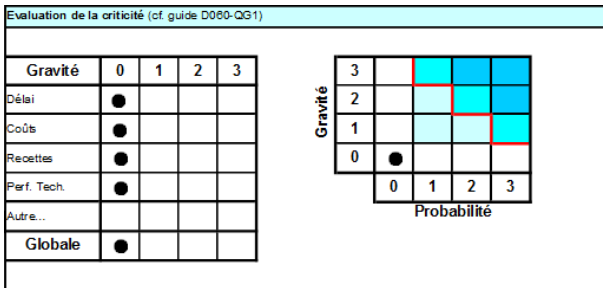 Evaluation de la criticité (cf. guide D060-QG1)
Gravité 0 1 2 3
Délai
Coûts
Recettes
Perf. Tech.
Autre...
Globale
Gravité
3
2
1
0
0 1 2 3
Probabilité